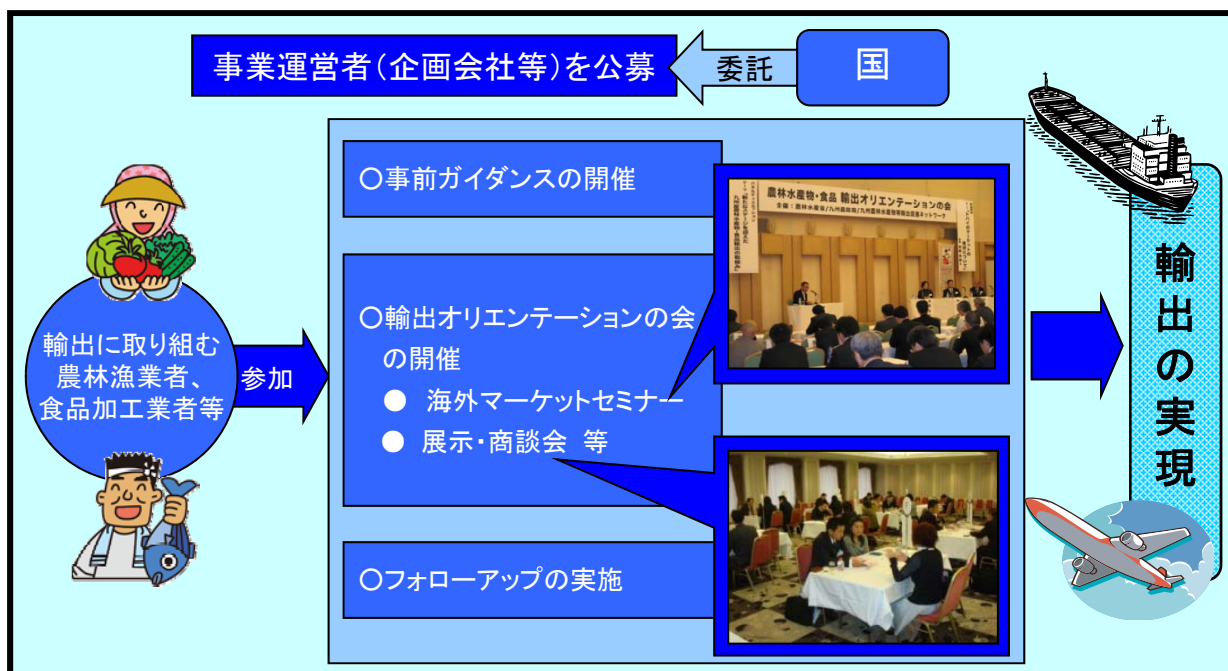 事業運営者(企画会社等)を公募
委託
国
輸出に取り組む
農林漁業者、
食品加工業者等
参加
○事前ガイダンスの開催
○輸出オリエンテーションの会
の開催
● 海外マーケットセミナー
● 展示・商談会 等
○フォローアップの実施
農林水産物・食品 輸出オリエンテーションの会
輸出の実現